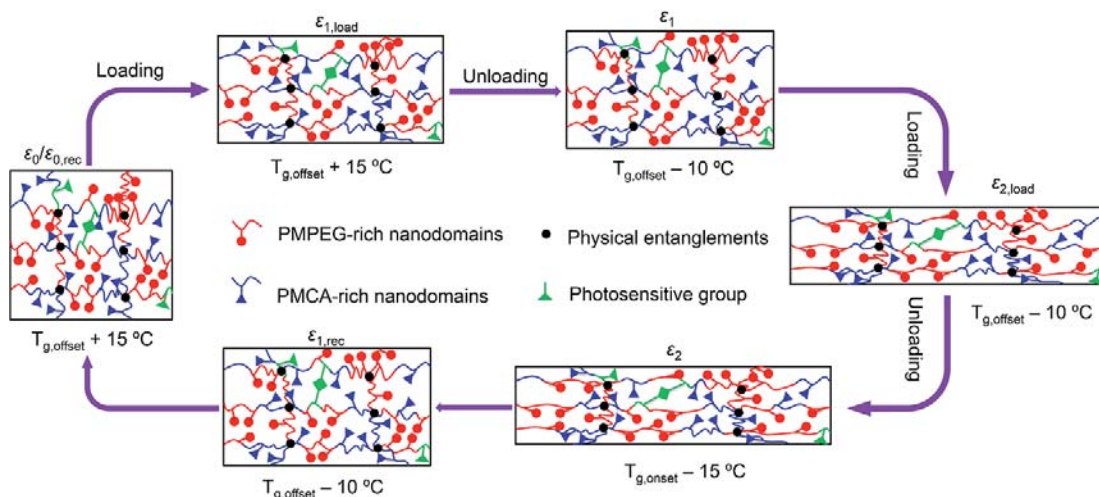 ε1,load
Loading
Unloading
ε1
Tg,offset + 15 ºC
Tg,offset – 10 ºC
Loading
ε0/ε0,rec
ε2,load
PMPEG-rich nanodomains
Physical entanglements
PMCA-rich nanodomains
Photosensitive group
Tg,offset + 15 ºC
Tg,offset – 10 ºC
Unloading
ε1,rec
ε2
Tg,offset – 10 ºC
Tg,onset – 15 ºC